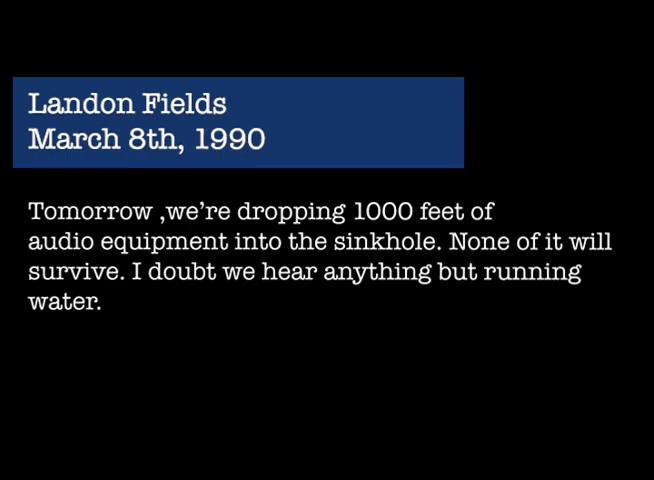 Landon Fields
March 8th, 1990
Tomorrow ,we're dropping 1000 feet of
audio equipment into the sinkhole. None of it will
survive. I doubt we hear anything but running
water.